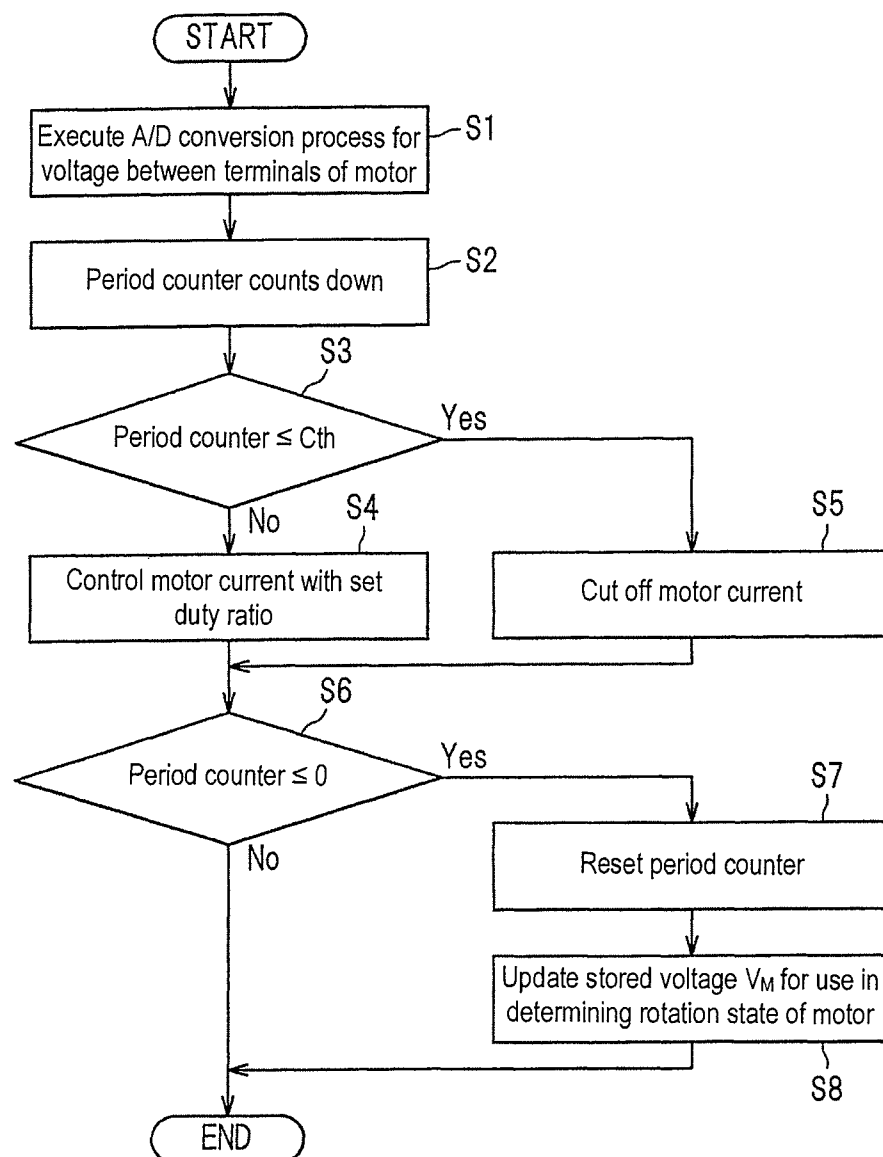 START
Execute A/D conversion process for
voltage between terminals of motor
S1
Period counter counts down
S2
S3
Period counter ≤ Cth
Yes
No
S4
Control motor current with set
duty ratio
S5
Cut off motor current
S6
Period counter ≤ 0
Yes
No
S7
Reset period counter
Update stored voltage VM for use in
determining rotation state of motor
S8
END